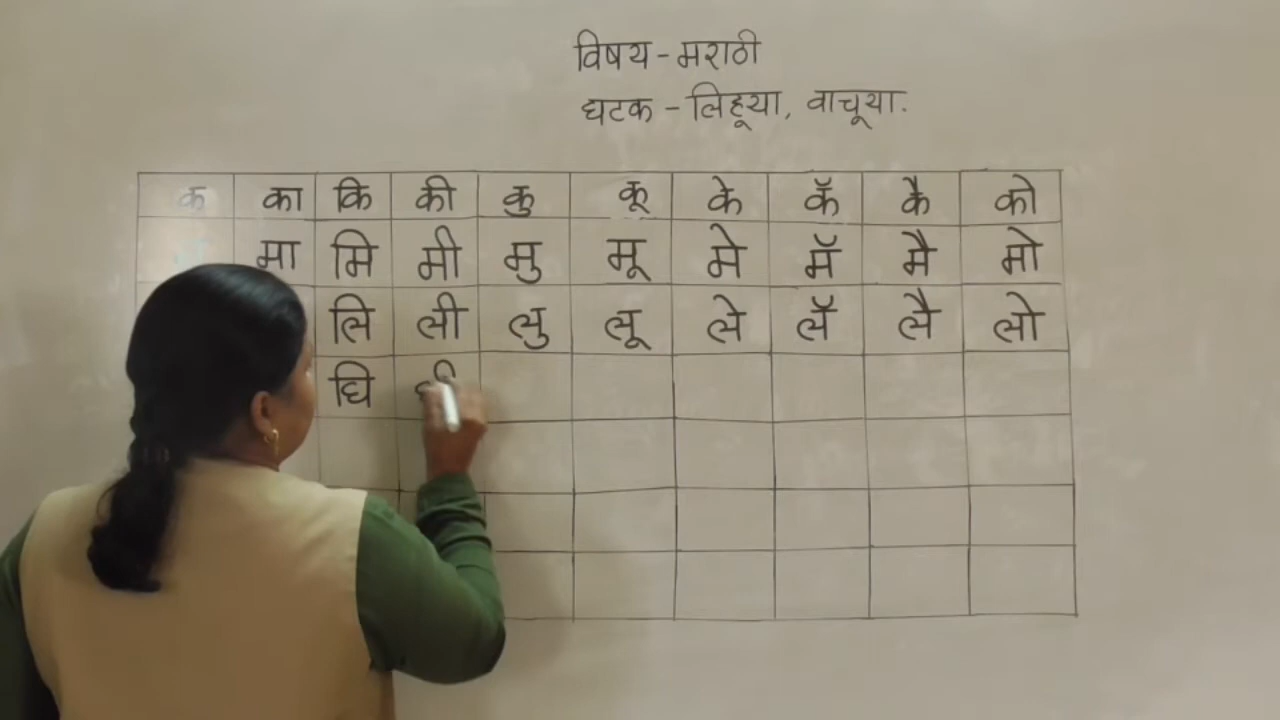 विषय - मराठी
घटक - लिहूया, वाचूया.
क का कि की कु कू के कॅ कै को
मा मि मी मु मू मे मॅ मै मो
लि ली लु लू ले लॅ लै लो
घि